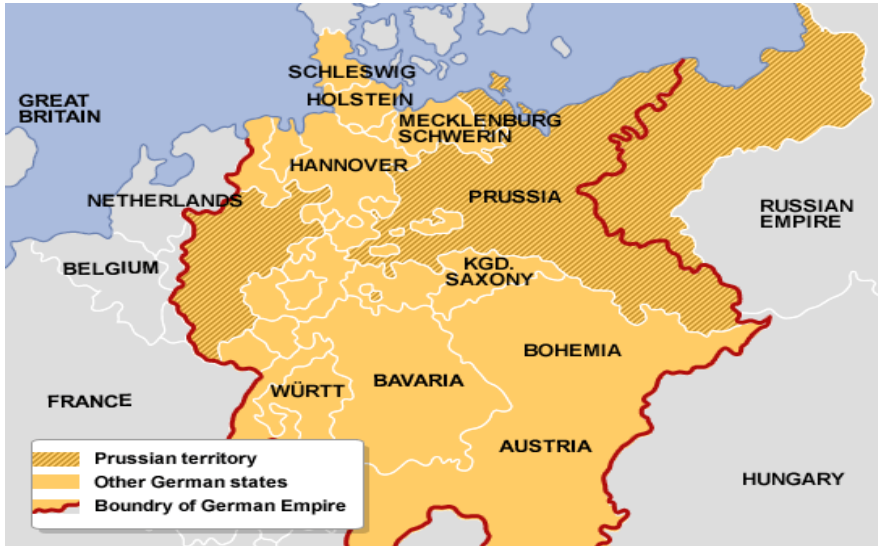 SCHLESWIG
HOLSTEIN
GREAT
BRITAIN
MECKLENBURG
SCHWERIN
HANNOVER
NETHERLANDS
PRUSSIA
RUSSIAN
EMPIRE
BELGIUM
KGD.
SAXONY
BOHEMIA
BAVARIA
WÜRTT
FRANCE
AUSTRIA
HUNGARY
Prussian territory
Other German states
Boundry of German Empire